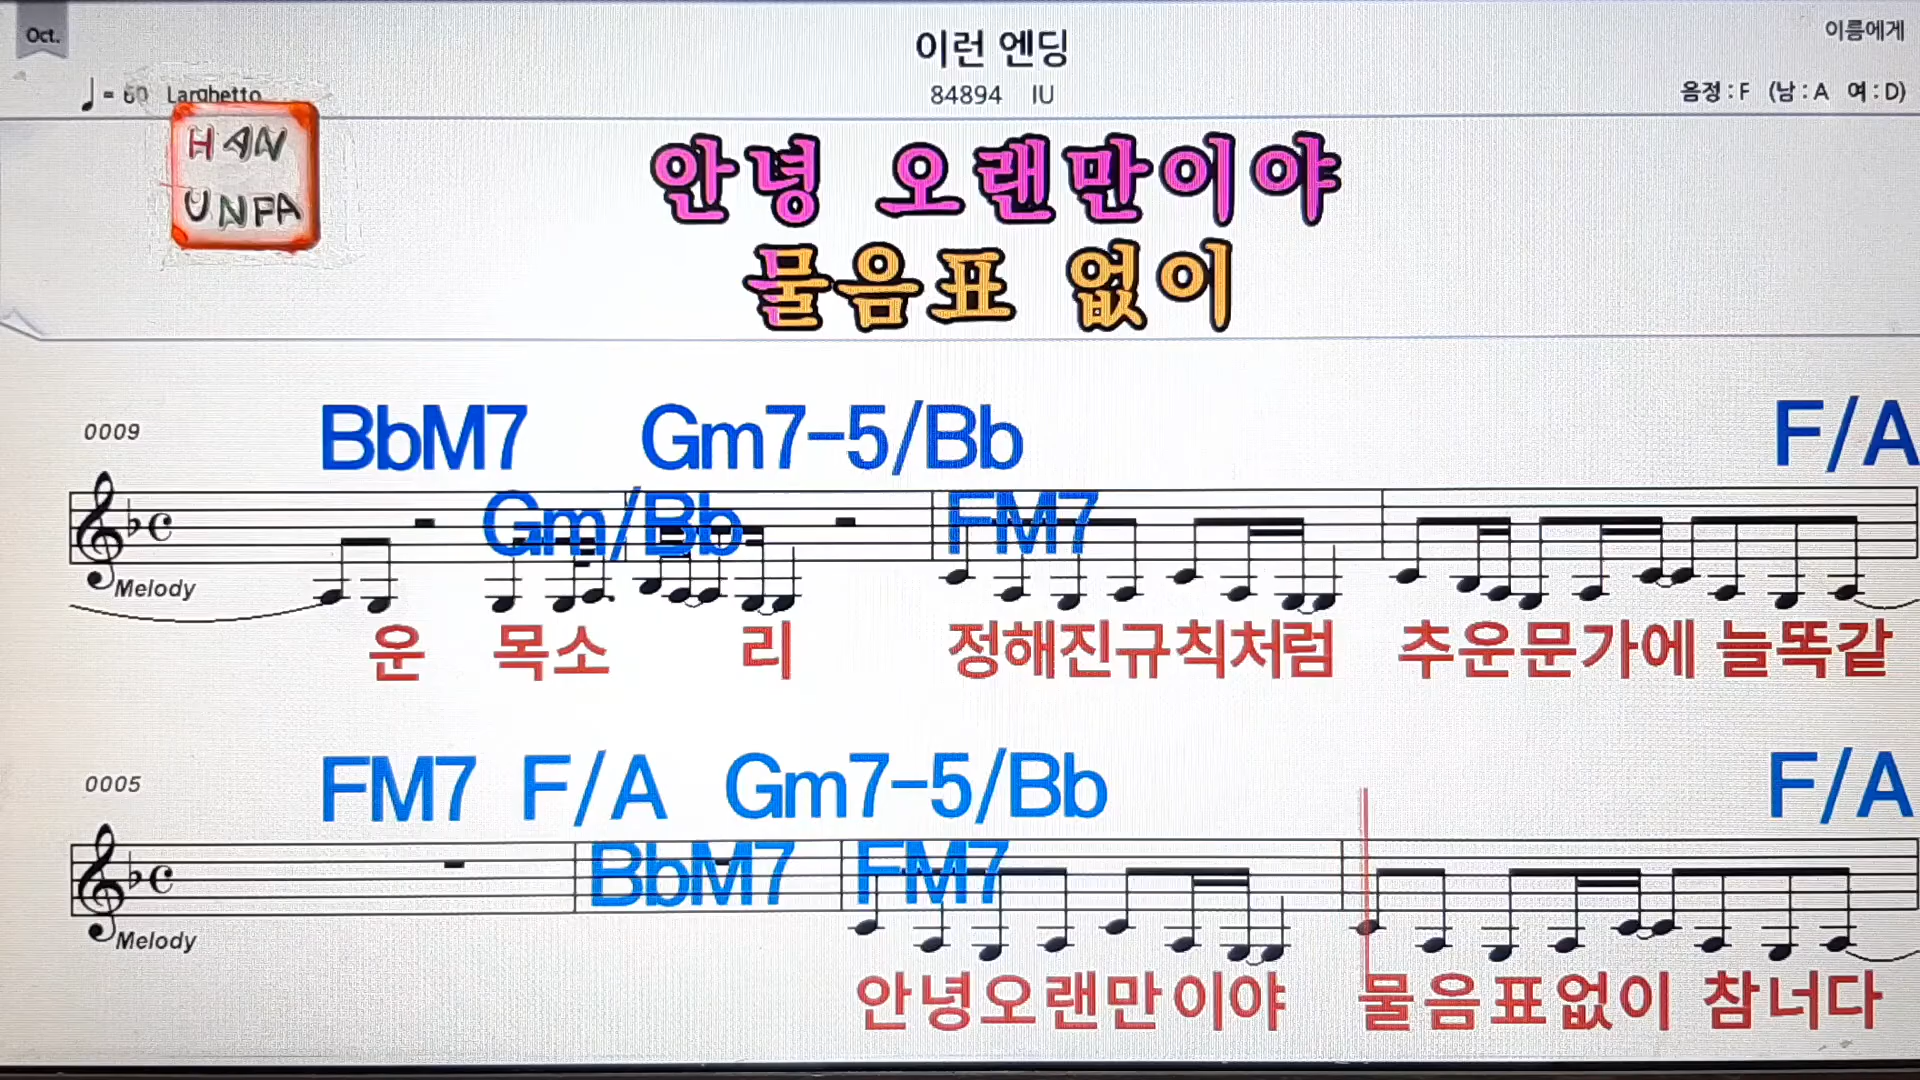 Oct.
이런 엔딩
이름에게
♩= 60 Larghetto
84894 IU
음정 : F (남 : A 여 : D)
HAN
UNFA
안녕 오랜만이야
물음표 없이
0009
BbM7 Gm7-5/Bb F/A
Gm/Bb FM7
Melody
운 목소 리 정해진규칙처럼 추운문가에 늘똑같
0005
FM7 F/A Gm7-5/Bb F/A
BbM7 FM7
Melody
안녕오랜만이야 물음표없이 참너다